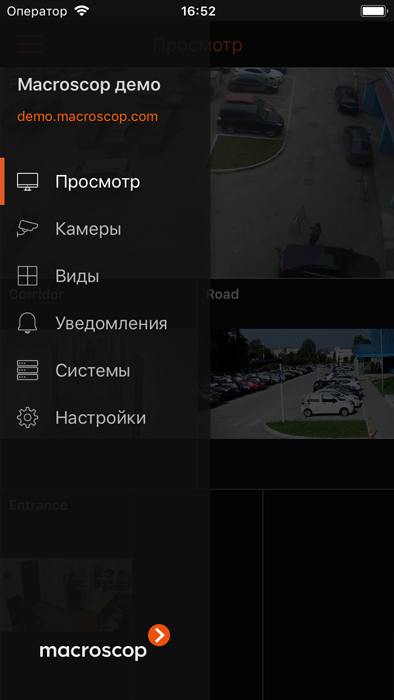 Оператор 16:52
Просмотр
Macroscop демо
demo.macroscop.com
Просмотр
Камеры
Виды
Corridor
Road
Уведомления
Системы
Настройки
Entrance
macroscop